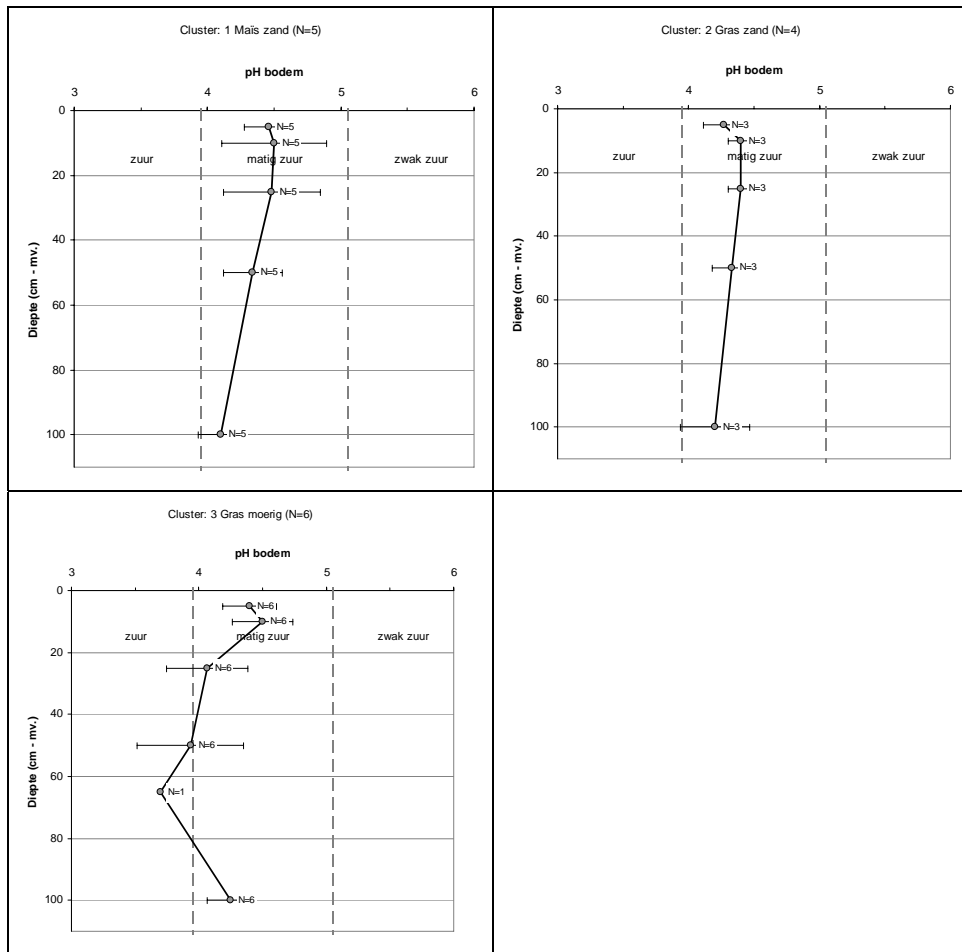 Cluster: 1 Maïs zand (N=5)
pH bodem
3 4 5 6
0
N=5
N=5
zuur matig zuur zwak zuur
20
N=5
40
N=5
60
80
100
N=5
Diepte (cm - mv.)
Cluster: 2 Gras zand (N=4)
pH bodem
3 4 5 6
0
N=3
N=3
zuur matig zuur zwak zuur
20
N=3
40
N=3
60
80
100
N=3
Diepte (cm - mv.)
Cluster: 3 Gras moerig (N=6)
pH bodem
3 4 5 6
0
N=6
N=6
zuur matig zuur zwak zuur
20
N=6
40
N=6
60
N=1
80
100
N=6
Diepte (cm - mv.)